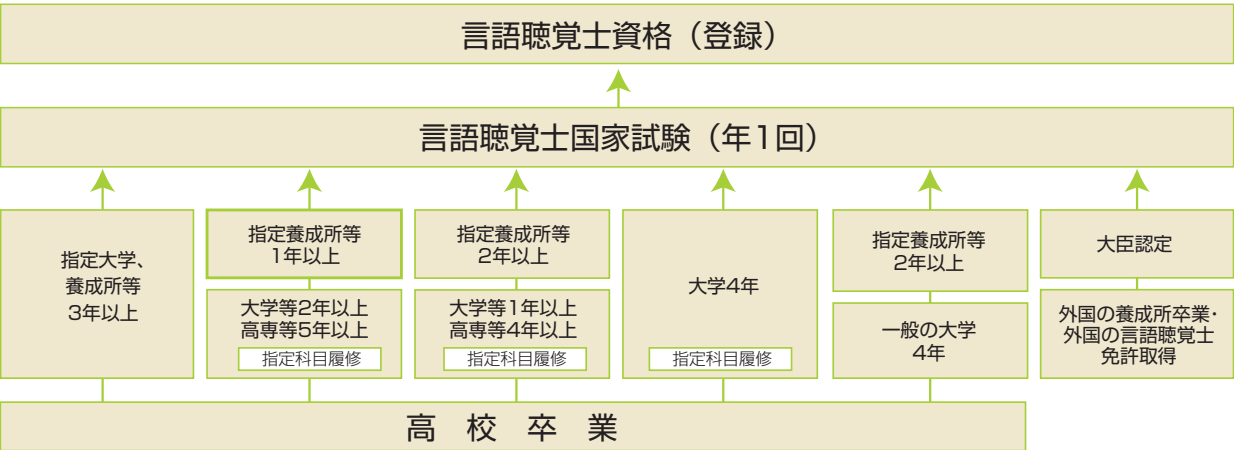 言語聴覚士資格（登録）
言語聴覚士国家試験（年1回）
指定大学、
養成所等
3年以上
指定養成所等
1年以上
大学等2年以上
高専等5年以上
指定科目履修
指定養成所等
2年以上
大学等1年以上
高専等4年以上
指定科目履修
大学4年
指定科目履修
指定養成所等
2年以上
一般の大学
4年
大臣認定
外国の養成所卒業・
外国の言語聴覚士
免許取得
高校卒業